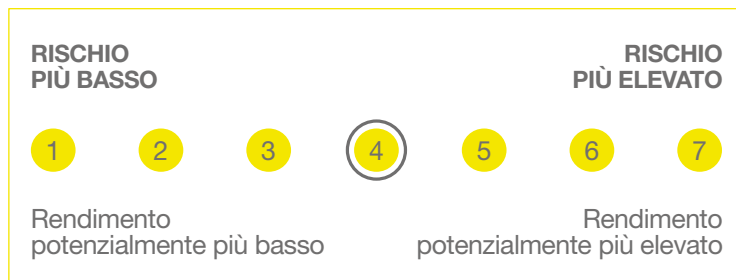 RISCHIO
PIÙ BASSO
RISCHIO
PIÙ ELEVATO
1 2 3 4 5 6 7
Rendimento
potenzialmente più basso
Rendimento
potenzialmente più elevato